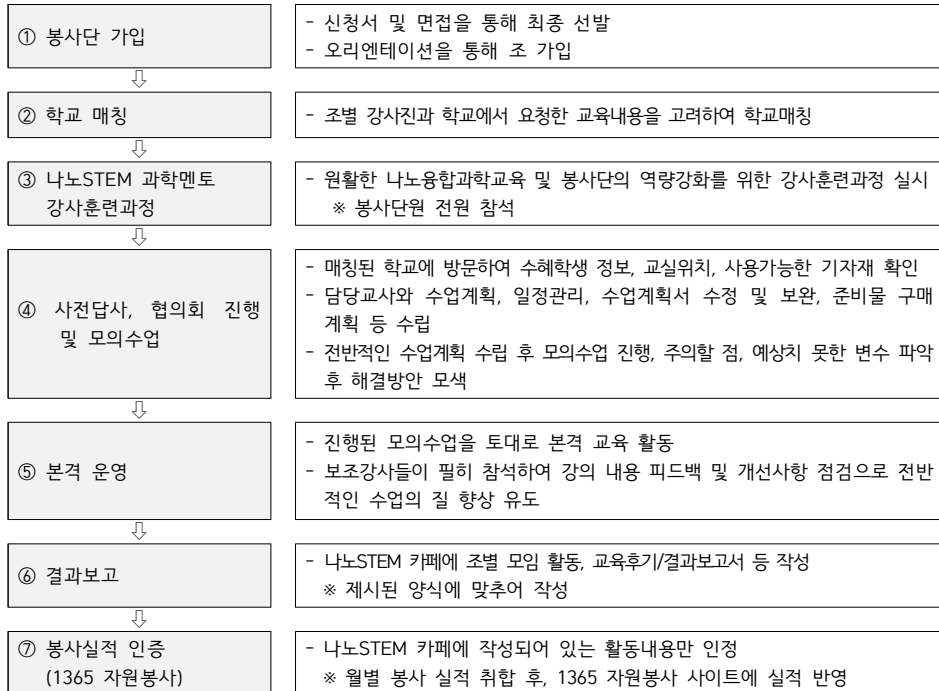 ① 봉사단 가입
- 신청서 및 면접을 통해 최종 선발
- 오리엔테이션을 통해 조 가입
⇩
② 학교 매칭
- 조별 강사진과 학교에서 요청한 교육내용을 고려하여 학교매칭
⇩
③ 나노STEM 과학멘토
강사훈련과정
- 원활한 나노융합과학교육 및 봉사단의 역량강화를 위한 강사훈련과정 실시
※ 봉사단원 전원 참석
⇩
④ 사전답사, 협의회 진행
및 모의수업
- 매칭된 학교에 방문하여 수혜학생 정보, 교실위치, 사용가능한 기자재 확인
- 담당교사와 수업계획, 일정관리, 수업계획서 수정 및 보완, 준비물 구매
계획 등 수립
- 전반적인 수업계획 수립 후 모의수업 진행, 주의할 점, 예상치 못한 변수 파악
후 해결방안 모색
⇩
⑤ 본격 운영
- 진행된 모의수업을 토대로 본격 교육 활동
- 보조강사들이 필히 참석하여 강의 내용 피드백 및 개선사항 점검으로 전반
적인 수업의 질 향상 유도
⇩
⑥ 결과보고
- 나노STEM 카페에 조별 모임 활동, 교육후기/결과보고서 등 작성
※ 제시된 양식에 맞추어 작성
⇩
⑦ 봉사실적 인증
(1365 자원봉사)
- 나노STEM 카페에 작성되어 있는 활동내용만 인정
※ 월별 봉사 실적 취합 후, 1365 자원봉사 사이트에 실적 반영